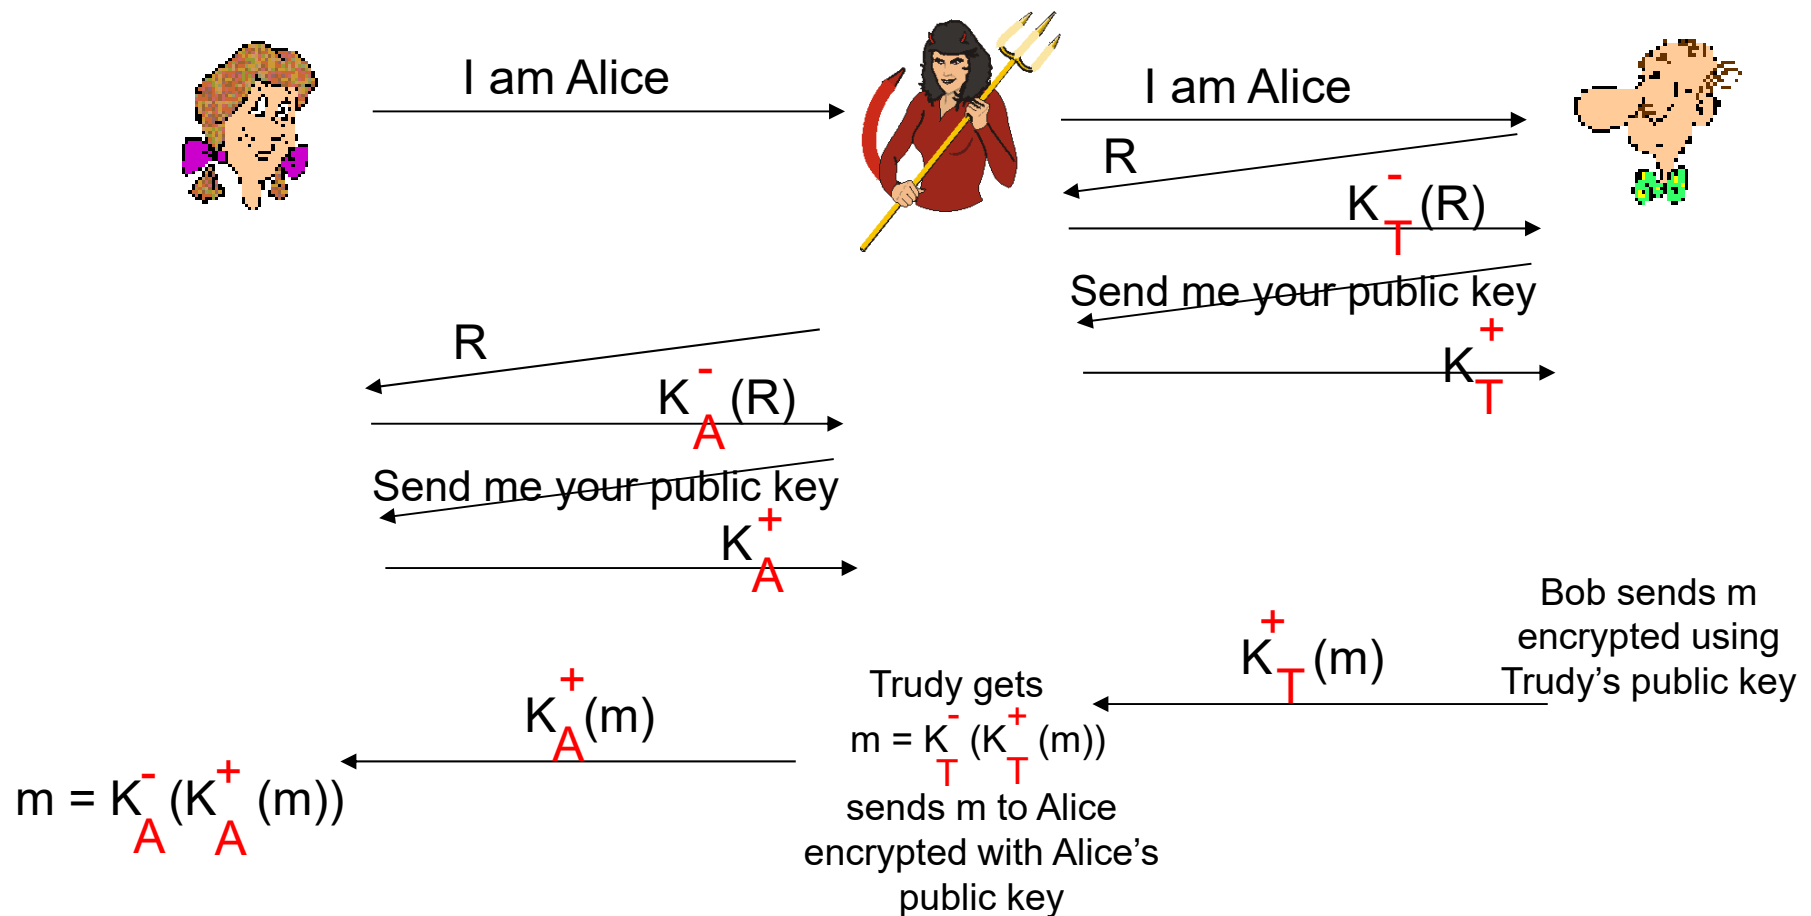 I am Alice
I am Alice
R
K-T(R)
Send me your public key
K+T
R
K-A(R)
Send me your public key
K+A
Bob sends m
encrypted using
Trudy's public key
K+T(m)
Trudy gets
m = K-T(K+T(m))
sends m to Alice
encrypted with Alice's
public key
K+A(m)
m = K-A(K+A(m))